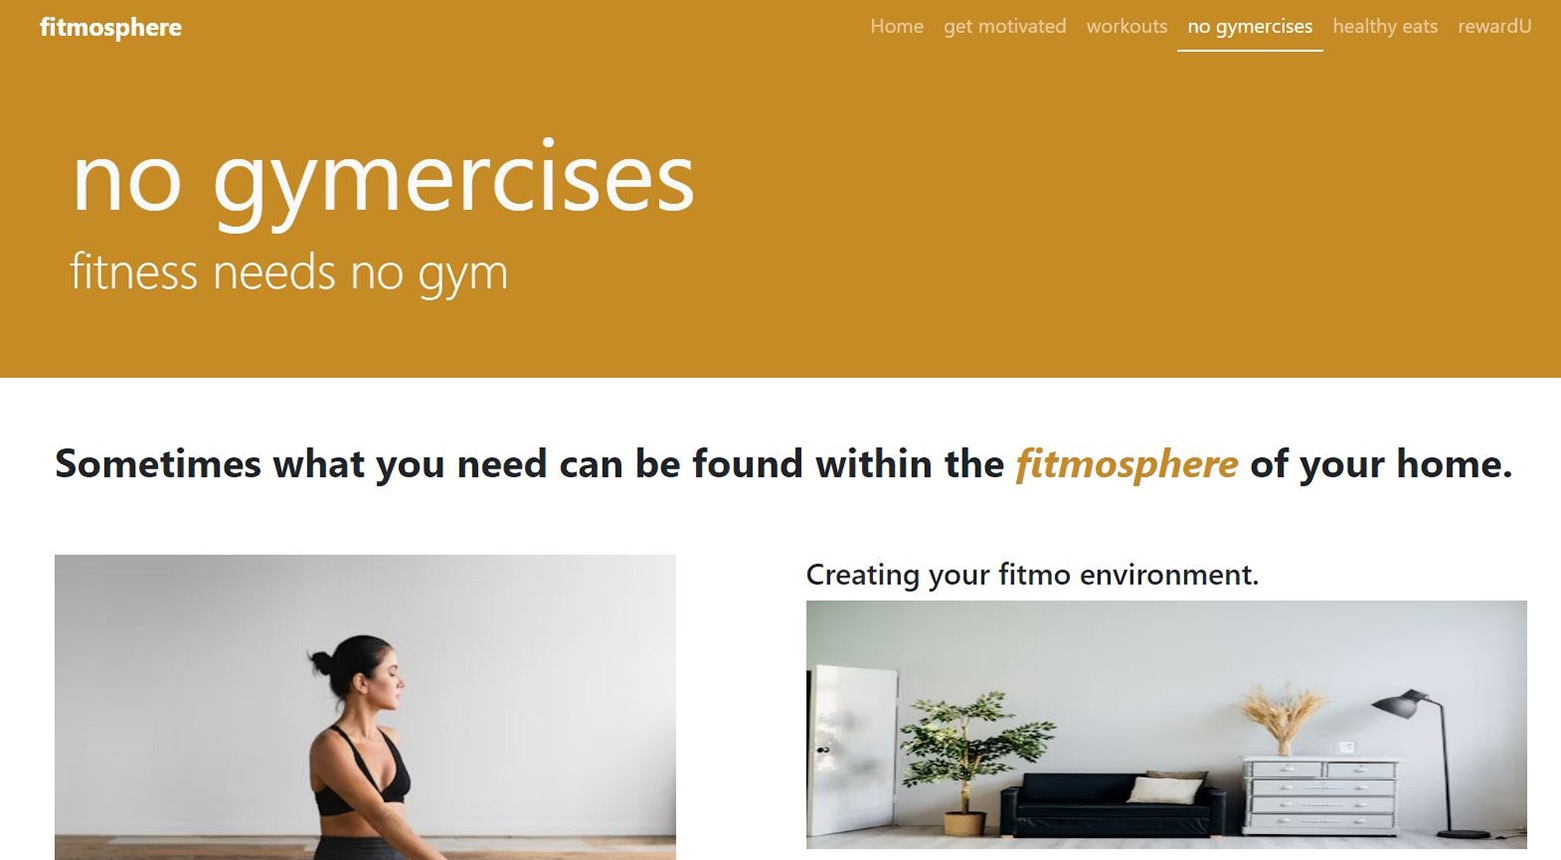 fitmosphere
Home get motivated workouts no gymercises healthy eats rewardU
no gymercises
fitness needs no gym
Sometimes what you need can be found within the fitmosphere of your home.
Creating your fitmo environment.